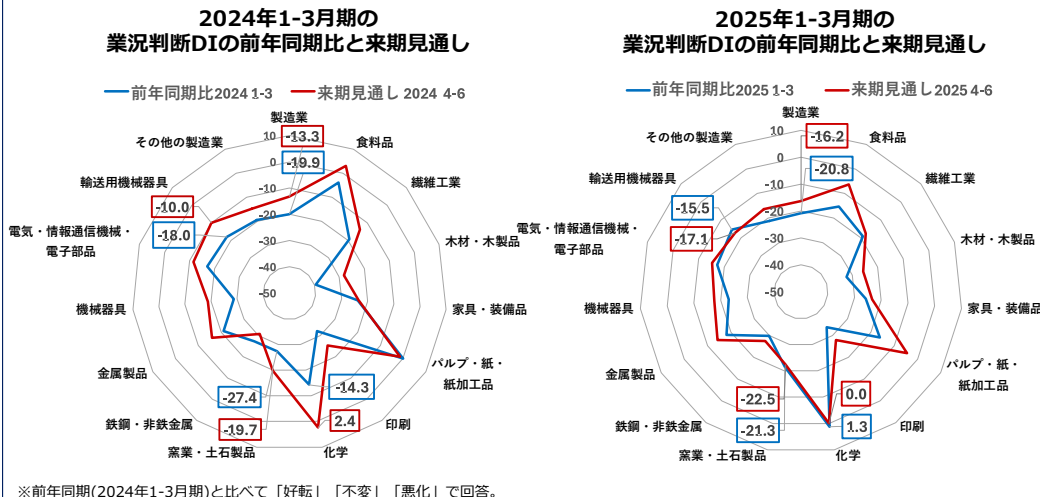 2024年1-3月期の
業況判断DIの前年同期比と来期見通し
前年同期比2024 1-3
来期見通し 2024 4-6
製造業
食料品
繊維工業
木材・木製品
家具・装備品
パルプ・紙・
紙加工品
印刷
化学
窯業・土石製品
鉄鋼・非鉄金属
金属製品
機械器具
電気・情報通信機械・
電子部品
輸送用機械器具
その他の製造業
10
0
-10
-20
-30
-40
-50
-13.3
-19.9
-10.0
-18.0
-14.3
2.4
-27.4
-19.7
2025年1-3月期の
業況判断DIの前年同期比と来期見通し
前年同期比2025 1-3
来期見通し2025 4-6
製造業
食料品
繊維工業
木材・木製品
家具・装備品
パルプ・紙・
紙加工品
印刷
化学
窯業・土石製品
鉄鋼・非鉄金属
金属製品
機械器具
電気・情報通信機械・
電子部品
輸送用機械器具
その他の製造業
10
0
-10
-20
-30
-40
-50
-16.2
-20.8
-15.5
-17.1
0.0
1.3
-22.5
-21.3
※前年同期(2024年1-3月期)と比べて「好転」「不変」「悪化」で回答。